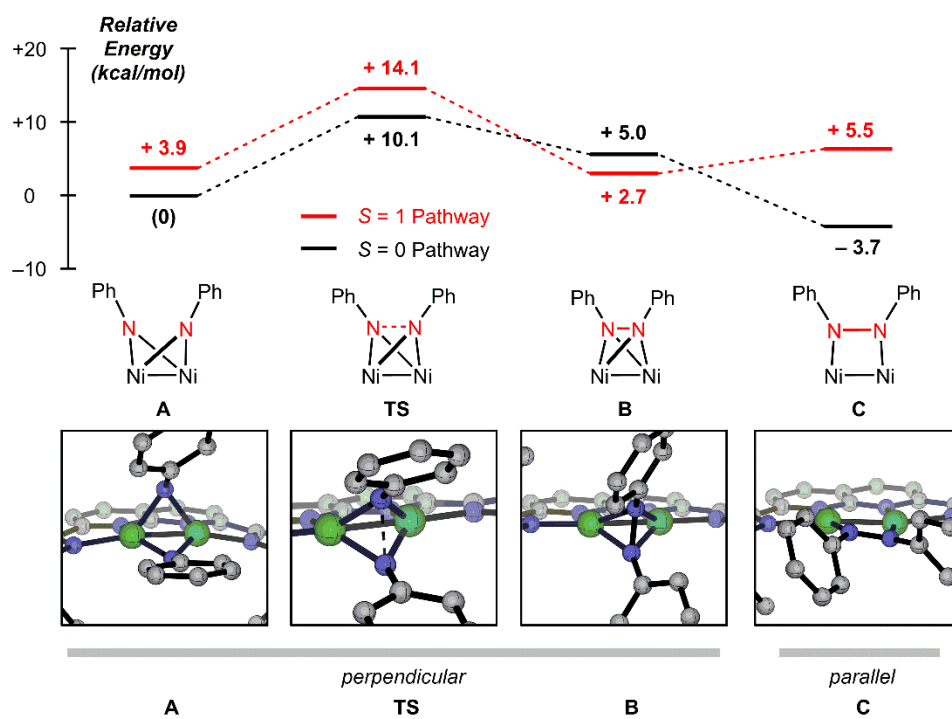 Relative
Energy
(kcal/mol)
+20
+10
0
–10
+ 3.9
(0)
+ 14.1
+ 10.1
+ 5.0
+ 2.7
+ 5.5
– 3.7
S = 1 Pathway
S = 0 Pathway
Ph Ph
N N
Ni Ni
A
Ph Ph
N N
Ni Ni
TS
Ph Ph
N N
Ni Ni
B
Ph Ph
N N
Ni Ni
C
perpendicular
parallel
A TS B C